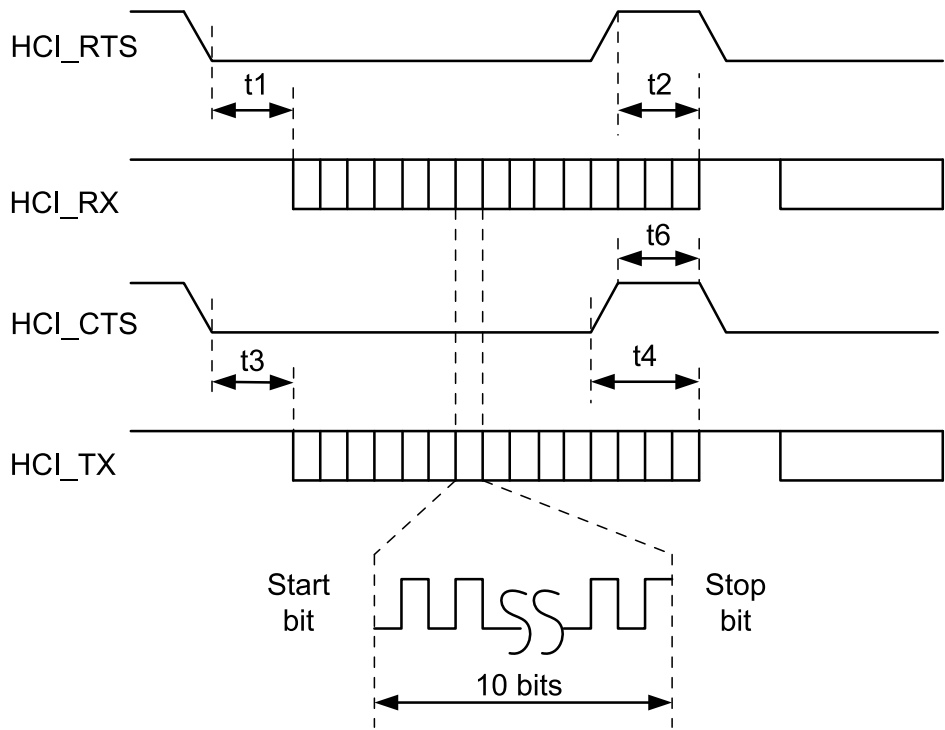 HCI_RTS
t1
t2
HCI_RX
t6
HCI_CTS
t3
t4
HCI_TX
Start
bit
Stop
bit
10 bits